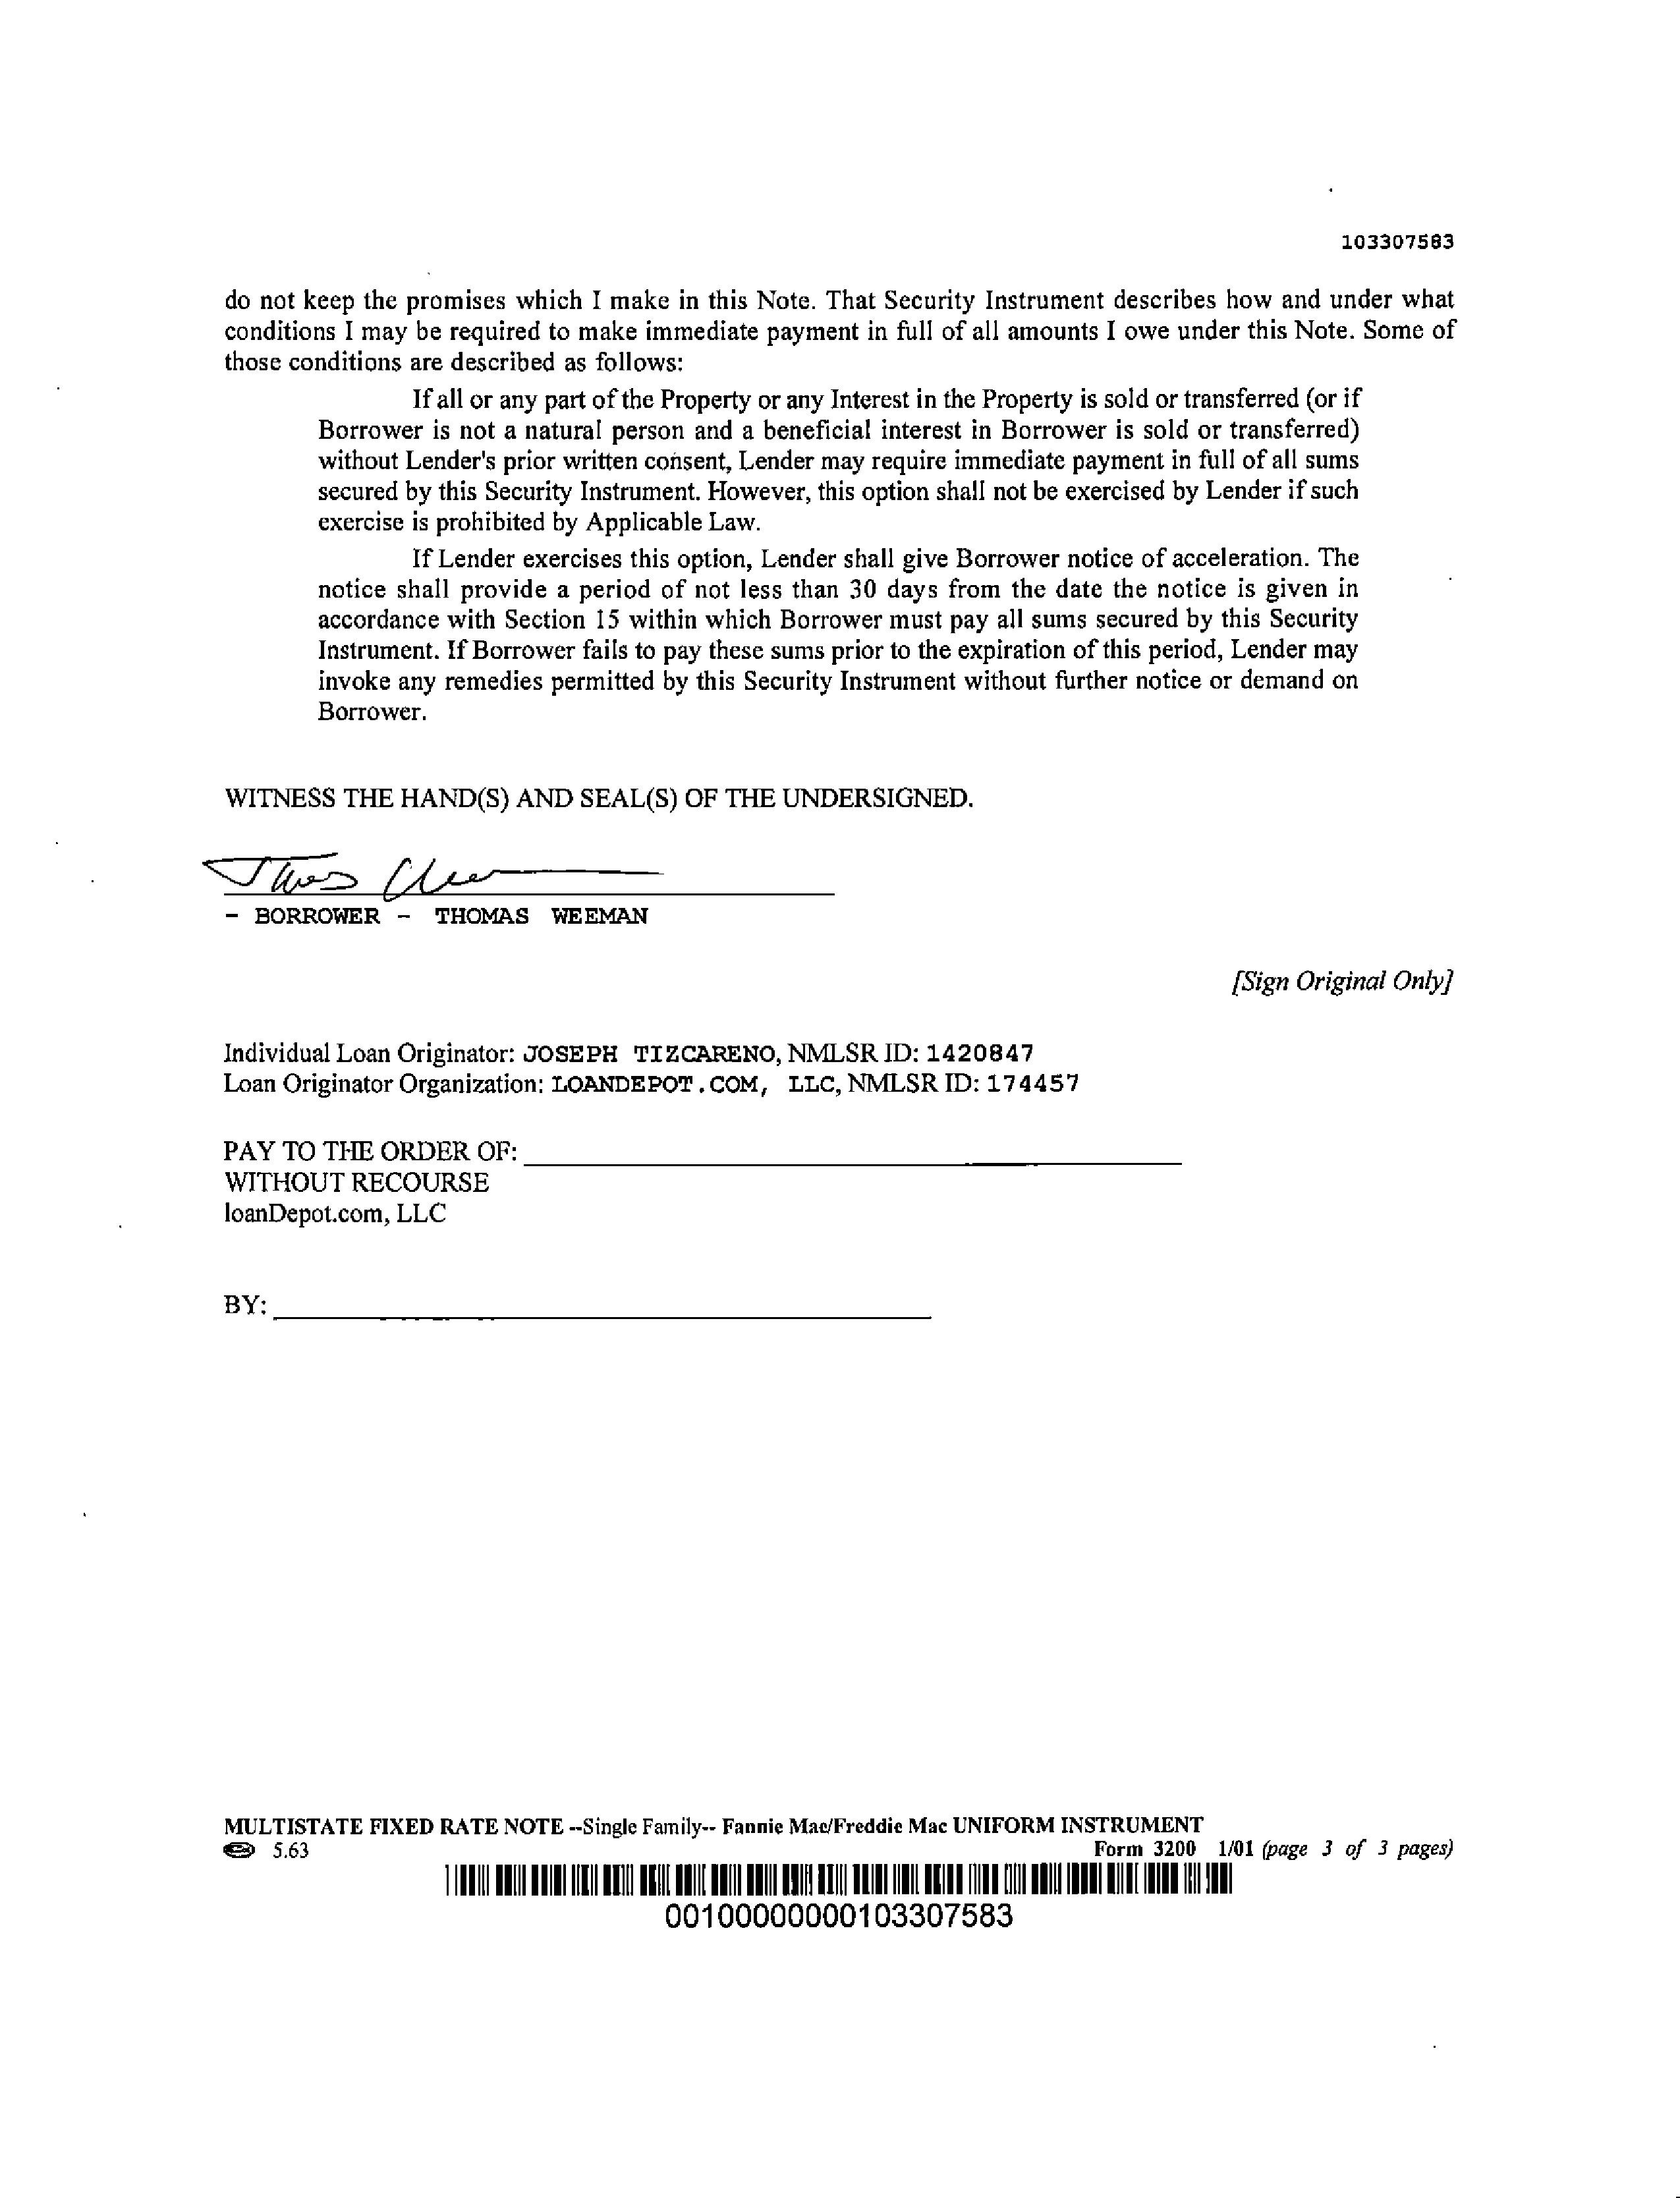 103307583
do not keep the promises which I make in this Note. That Security Instrument describes how and under what
conditions I may be required to make immediate payment in full of all amounts I owe under this Note. Some of
those conditions are described as follows:
If all or any part of the Property or any Interest in the Property is sold or transferred (or if
Borrower is not a natural person and a beneficial interest in Borrower is sold or transferred)
without Lender's prior written consent, Lender may require immediate payment in full of all sums
secured by this Security Instrument. However, this option shall not be exercised by Lender if such
exercise is prohibited by Applicable Law.
If Lender exercises this option, Lender shall give Borrower notice of acceleration. The
notice shall provide a period of not less than 30 days from the date the notice is given in
accordance with Section 15 within which Borrower must pay all sums secured by this Security
Instrument. If Borrower fails to pay these sums prior to the expiration of this period, Lender may
invoke any remedies permitted by this Security Instrument without further notice or demand on
Borrower.
WITNESS THE HAND(S) AND SEAL(S) OF THE UNDERSIGNED.
- BORROWER - THOMAS WEEMAN
[Sign Original Only]
Individual Loan Originator: JOSEPH TIZCARENO, NMLSR ID: 1420847
Loan Originator Organization: LOANDEPOT.COM, LLC, NMLSR ID: 174457
PAY TO THE ORDER OF:
WITHOUT RECOURSE
loanDepot.com, LLC
BY:
MULTISTATE FIXED RATE NOTE --Single Family-- Fannie Mae/Freddie Mac UNIFORM INSTRUMENT
5.63 Form 3200 1/01 (page 3 of 3 pages)
00100000000103307583